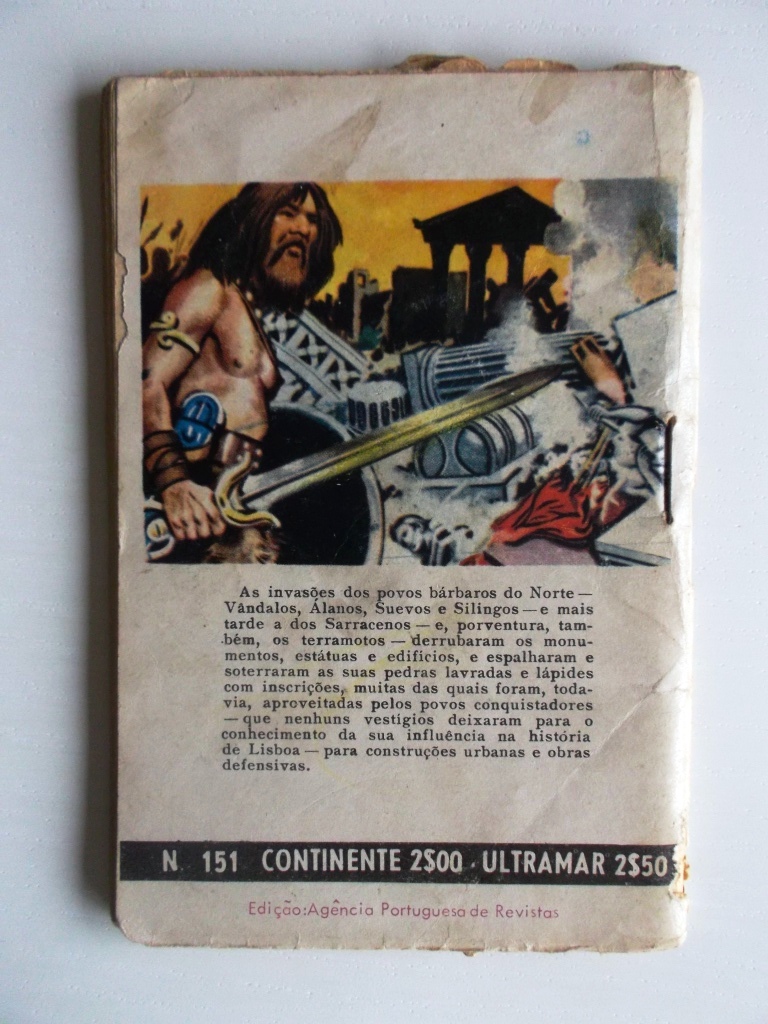 As invasões dos povos bárbaros do Norte —
Vândalos, Álanos, Suevos e Silingos — e mais
tarde a dos Sarracenos — e, porventura, tam-
bém, os terramotos — derrubaram os monu-
mentos, estátuas e edifícios, e espalharam e
soterraram as suas pedras lavradas e lápides
com inscrições, muitas das quais foram, toda-
via, aproveitadas pelos povos conquistadores
— que nenhuns vestígios deixaram para o
conhecimento da sua influência na história
de Lisboa — para construções urbanas e obras
defensivas.
N. 151 CONTINENTE 2$00 · ULTRAMAR 2$50
Edição:Agência Portuguesa de Revistas